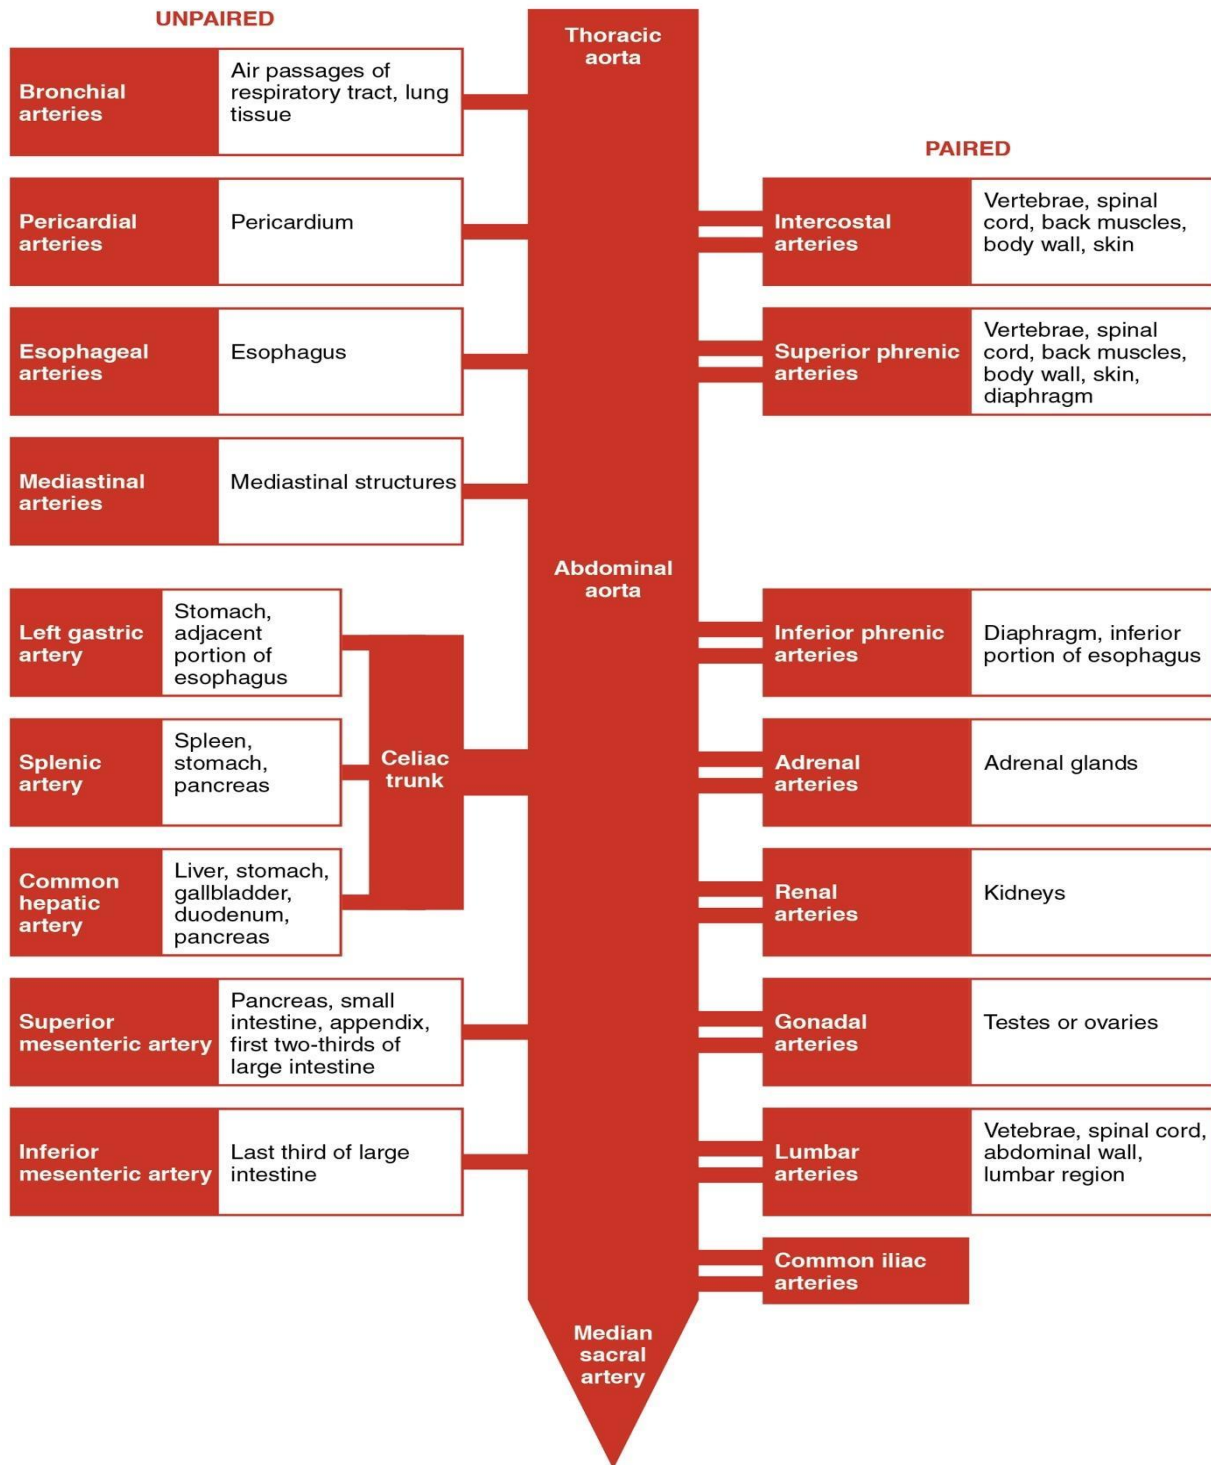 UNPAIRED
Thoracic
aorta
Bronchial
arteries
Air passages of
respiratory tract, lung
tissue
PAIRED
Pericardial
arteries
Pericardium
Intercostal
arteries
Vertebrae, spinal
cord, back muscles,
body wall, skin
Esophageal
arteries
Esophagus
Superior phrenic
arteries
Vertebrae, spinal
cord, back muscles,
body wall, skin,
diaphragm
Mediastinal
arteries
Mediastinal structures
Abdominal
aorta
Left gastric
artery
Stomach,
adjacent
portion of
esophagus
Inferior phrenic
arteries
Diaphragm, inferior
portion of esophagus
Splenic
artery
Spleen,
stomach,
pancreas
Celiac
trunk
Adrenal
arteries
Adrenal glands
Common
hepatic
artery
Liver, stomach,
gallbladder,
duodenum,
pancreas
Renal
arteries
Kidneys
Superior
mesenteric artery
Pancreas, small
intestine, appendix,
first two-thirds of
large intestine
Gonadal
arteries
Testes or ovaries
Inferior
mesenteric artery
Last third of large
intestine
Lumbar
arteries
Vetebrae, spinal cord,
abdominal wall,
lumbar region
Common iliac
arteries
Median
sacral
artery